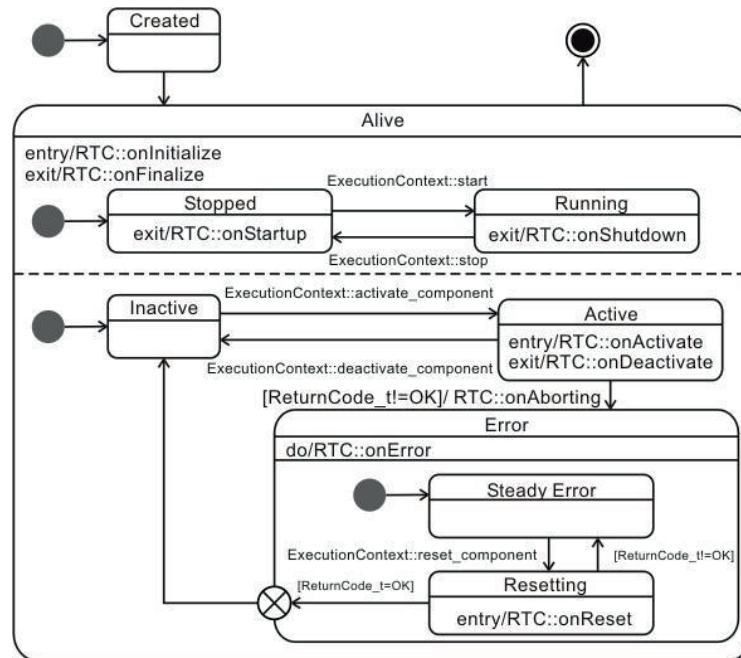 Created
Alive
entry/RTC::onInitialize
exit/RTC::onFinalize
ExecutionContext::start
Stopped
exit/RTC::onStartup
Running
exit/RTC::onShutdown
ExecutionContext::stop
ExecutionContext::activate_component
Inactive
Active
entry/RTC::onActivate
exit/RTC::onDeactivate
ExecutionContext::deactivate_component
[ReturnCode_t!=OK]/ RTC::onAborting
Error
do/RTC::onError
Steady Error
ExecutionContext::reset_component
[ReturnCode_t!=OK]
[ReturnCode_t=OK]
Resetting
entry/RTC::onReset